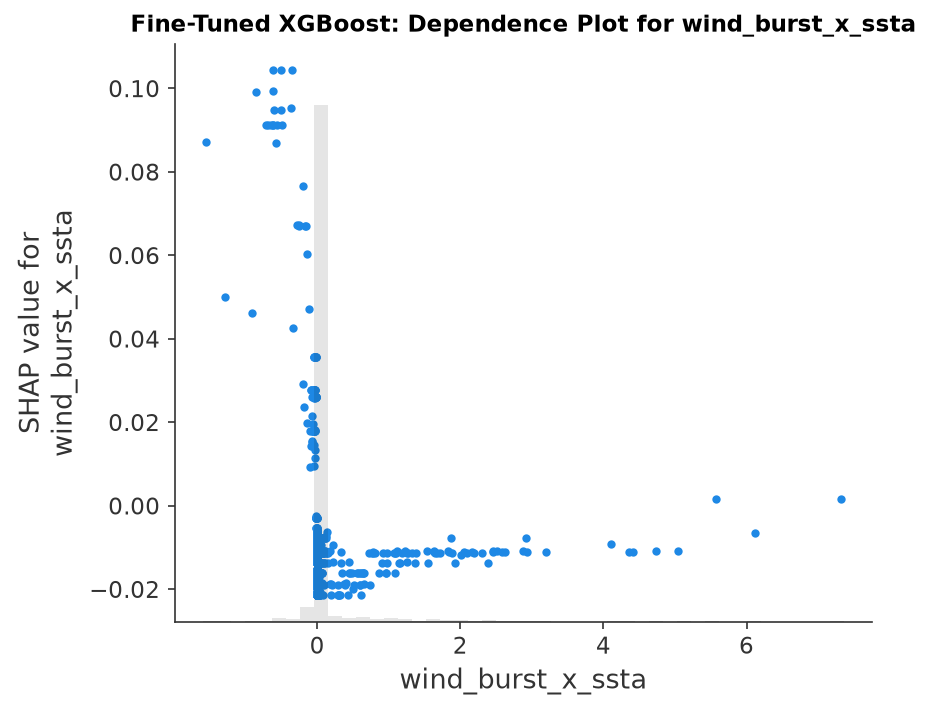 Fine-Tuned XGBoost: Dependence Plot for wind_burst_x_ssta
SHAP value for
wind_burst_x_ssta
0.10
0.08
0.06
0.04
0.02
0.00
−0.02
0
2
4
6
wind_burst_x_ssta